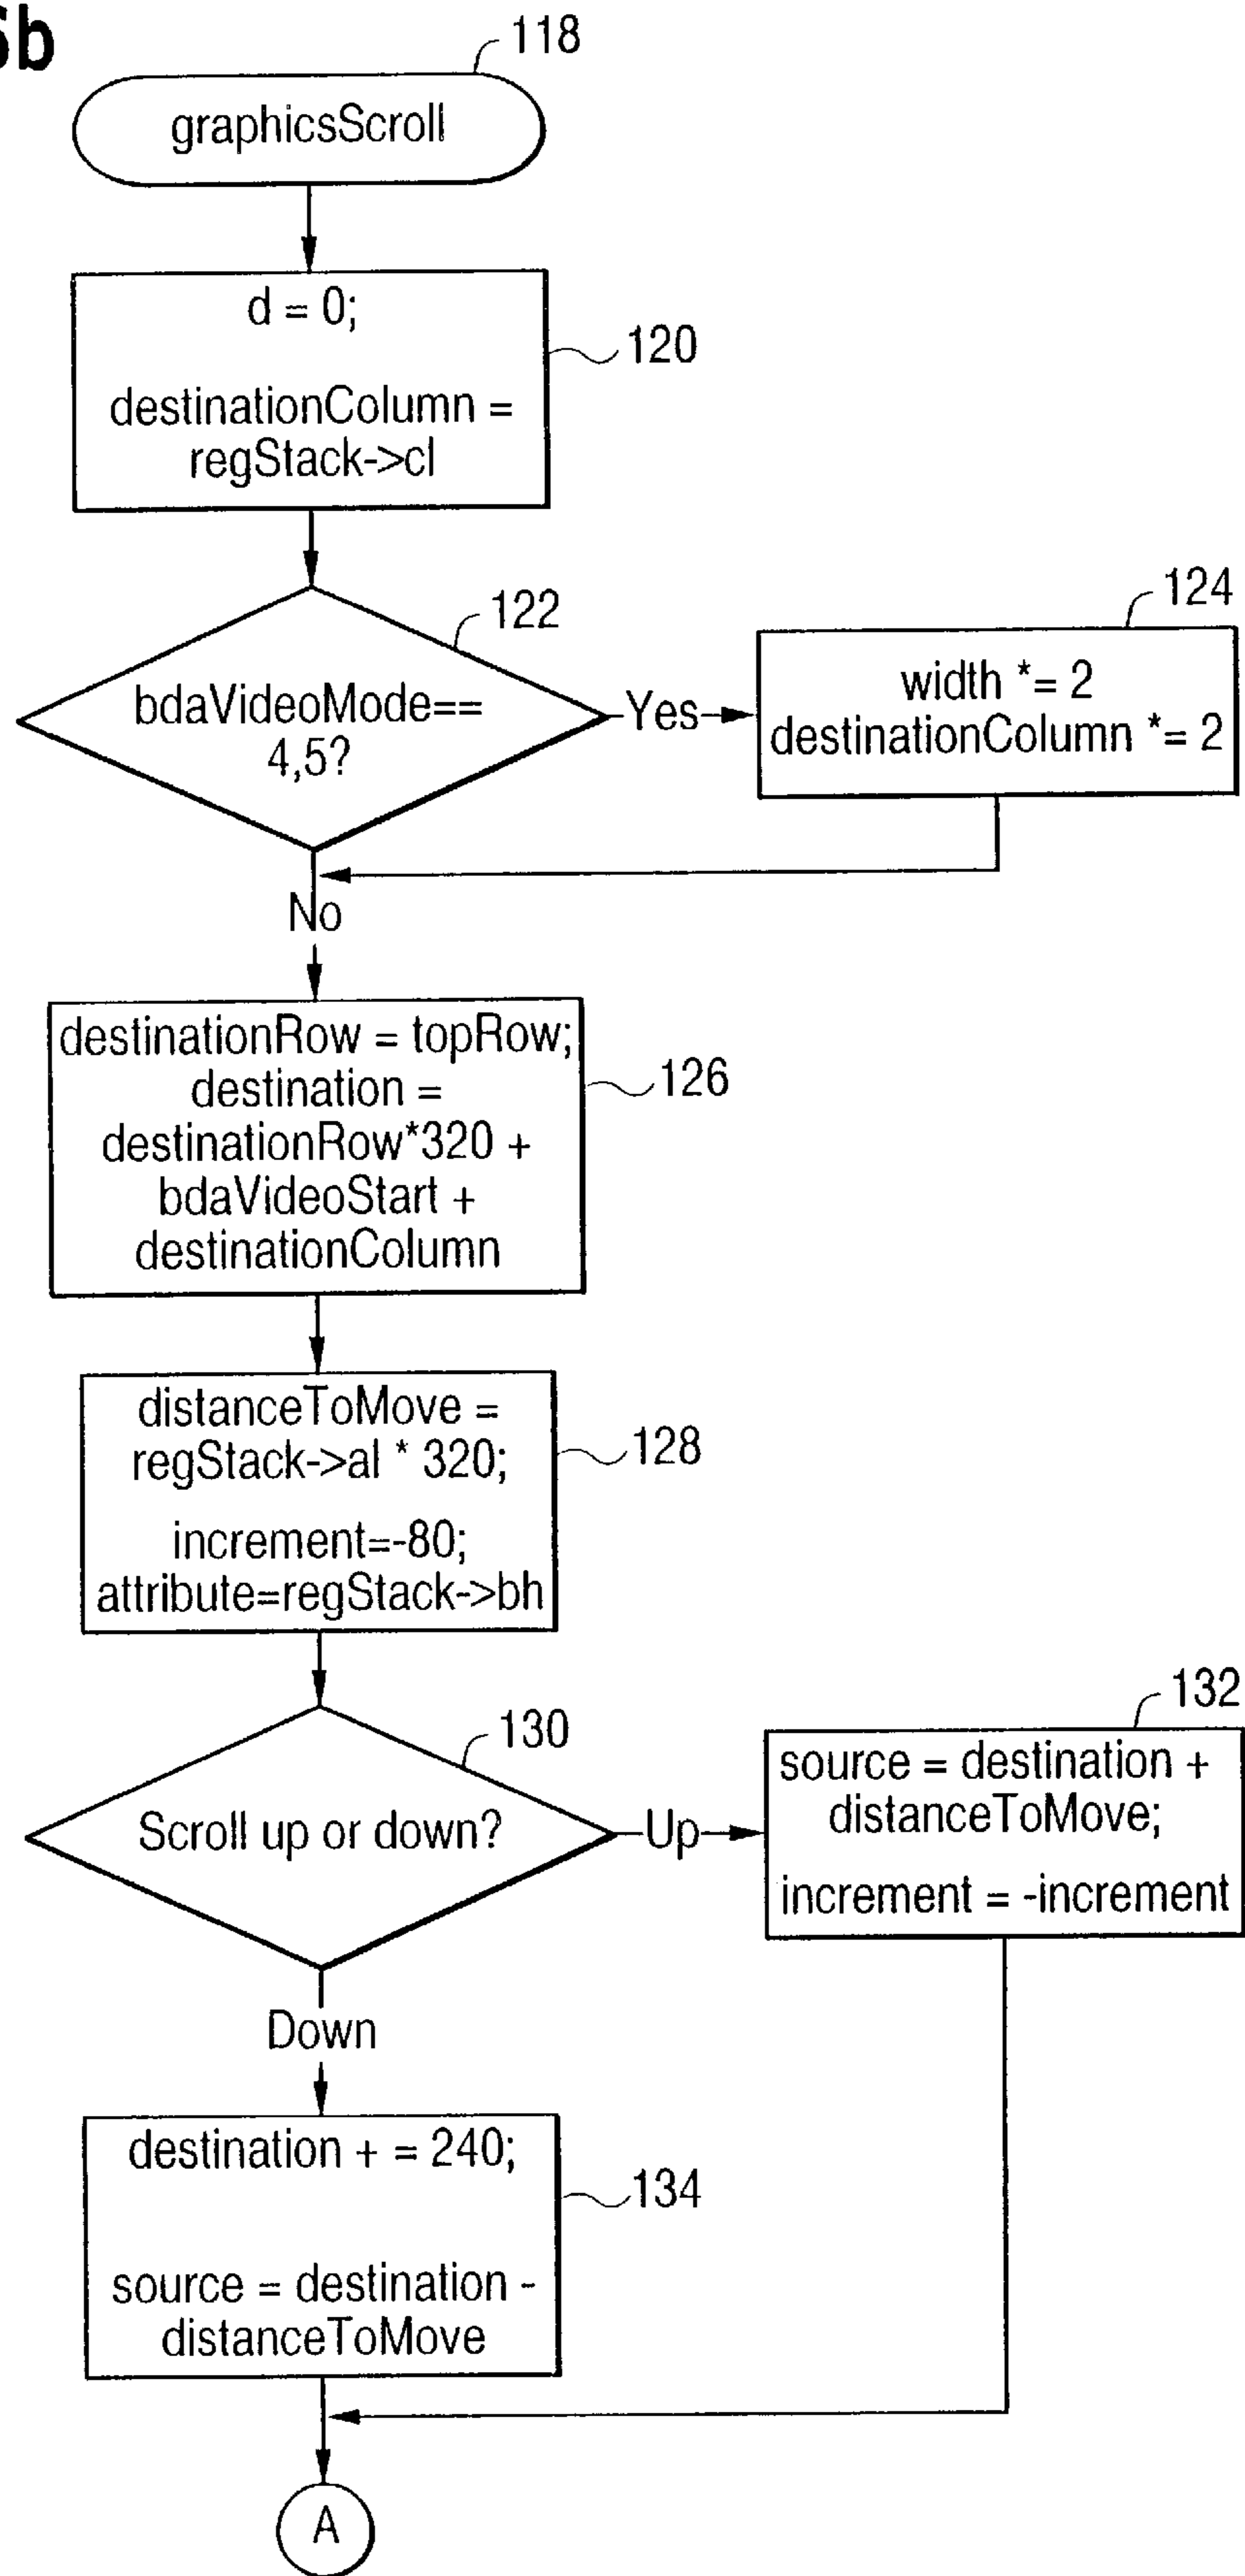 6b
118
graphicsScroll
d = 0;
120
destinationColumn =
regStack->cl
122
bdaVideoMode==
4,5?
Yes
124
width *= 2
destinationColumn *= 2
No
destinationRow = topRow;
destination =
126
destinationRow*320 +
bdaVideoStart +
destinationColumn
distanceToMove =
regStack->al * 320;
128
increment=-80;
attribute=regStack->bh
130
Scroll up or down?
Up
132
source = destination +
distanceToMove;
increment = -increment
Down
destination + = 240;
134
source = destination -
distanceToMove
A